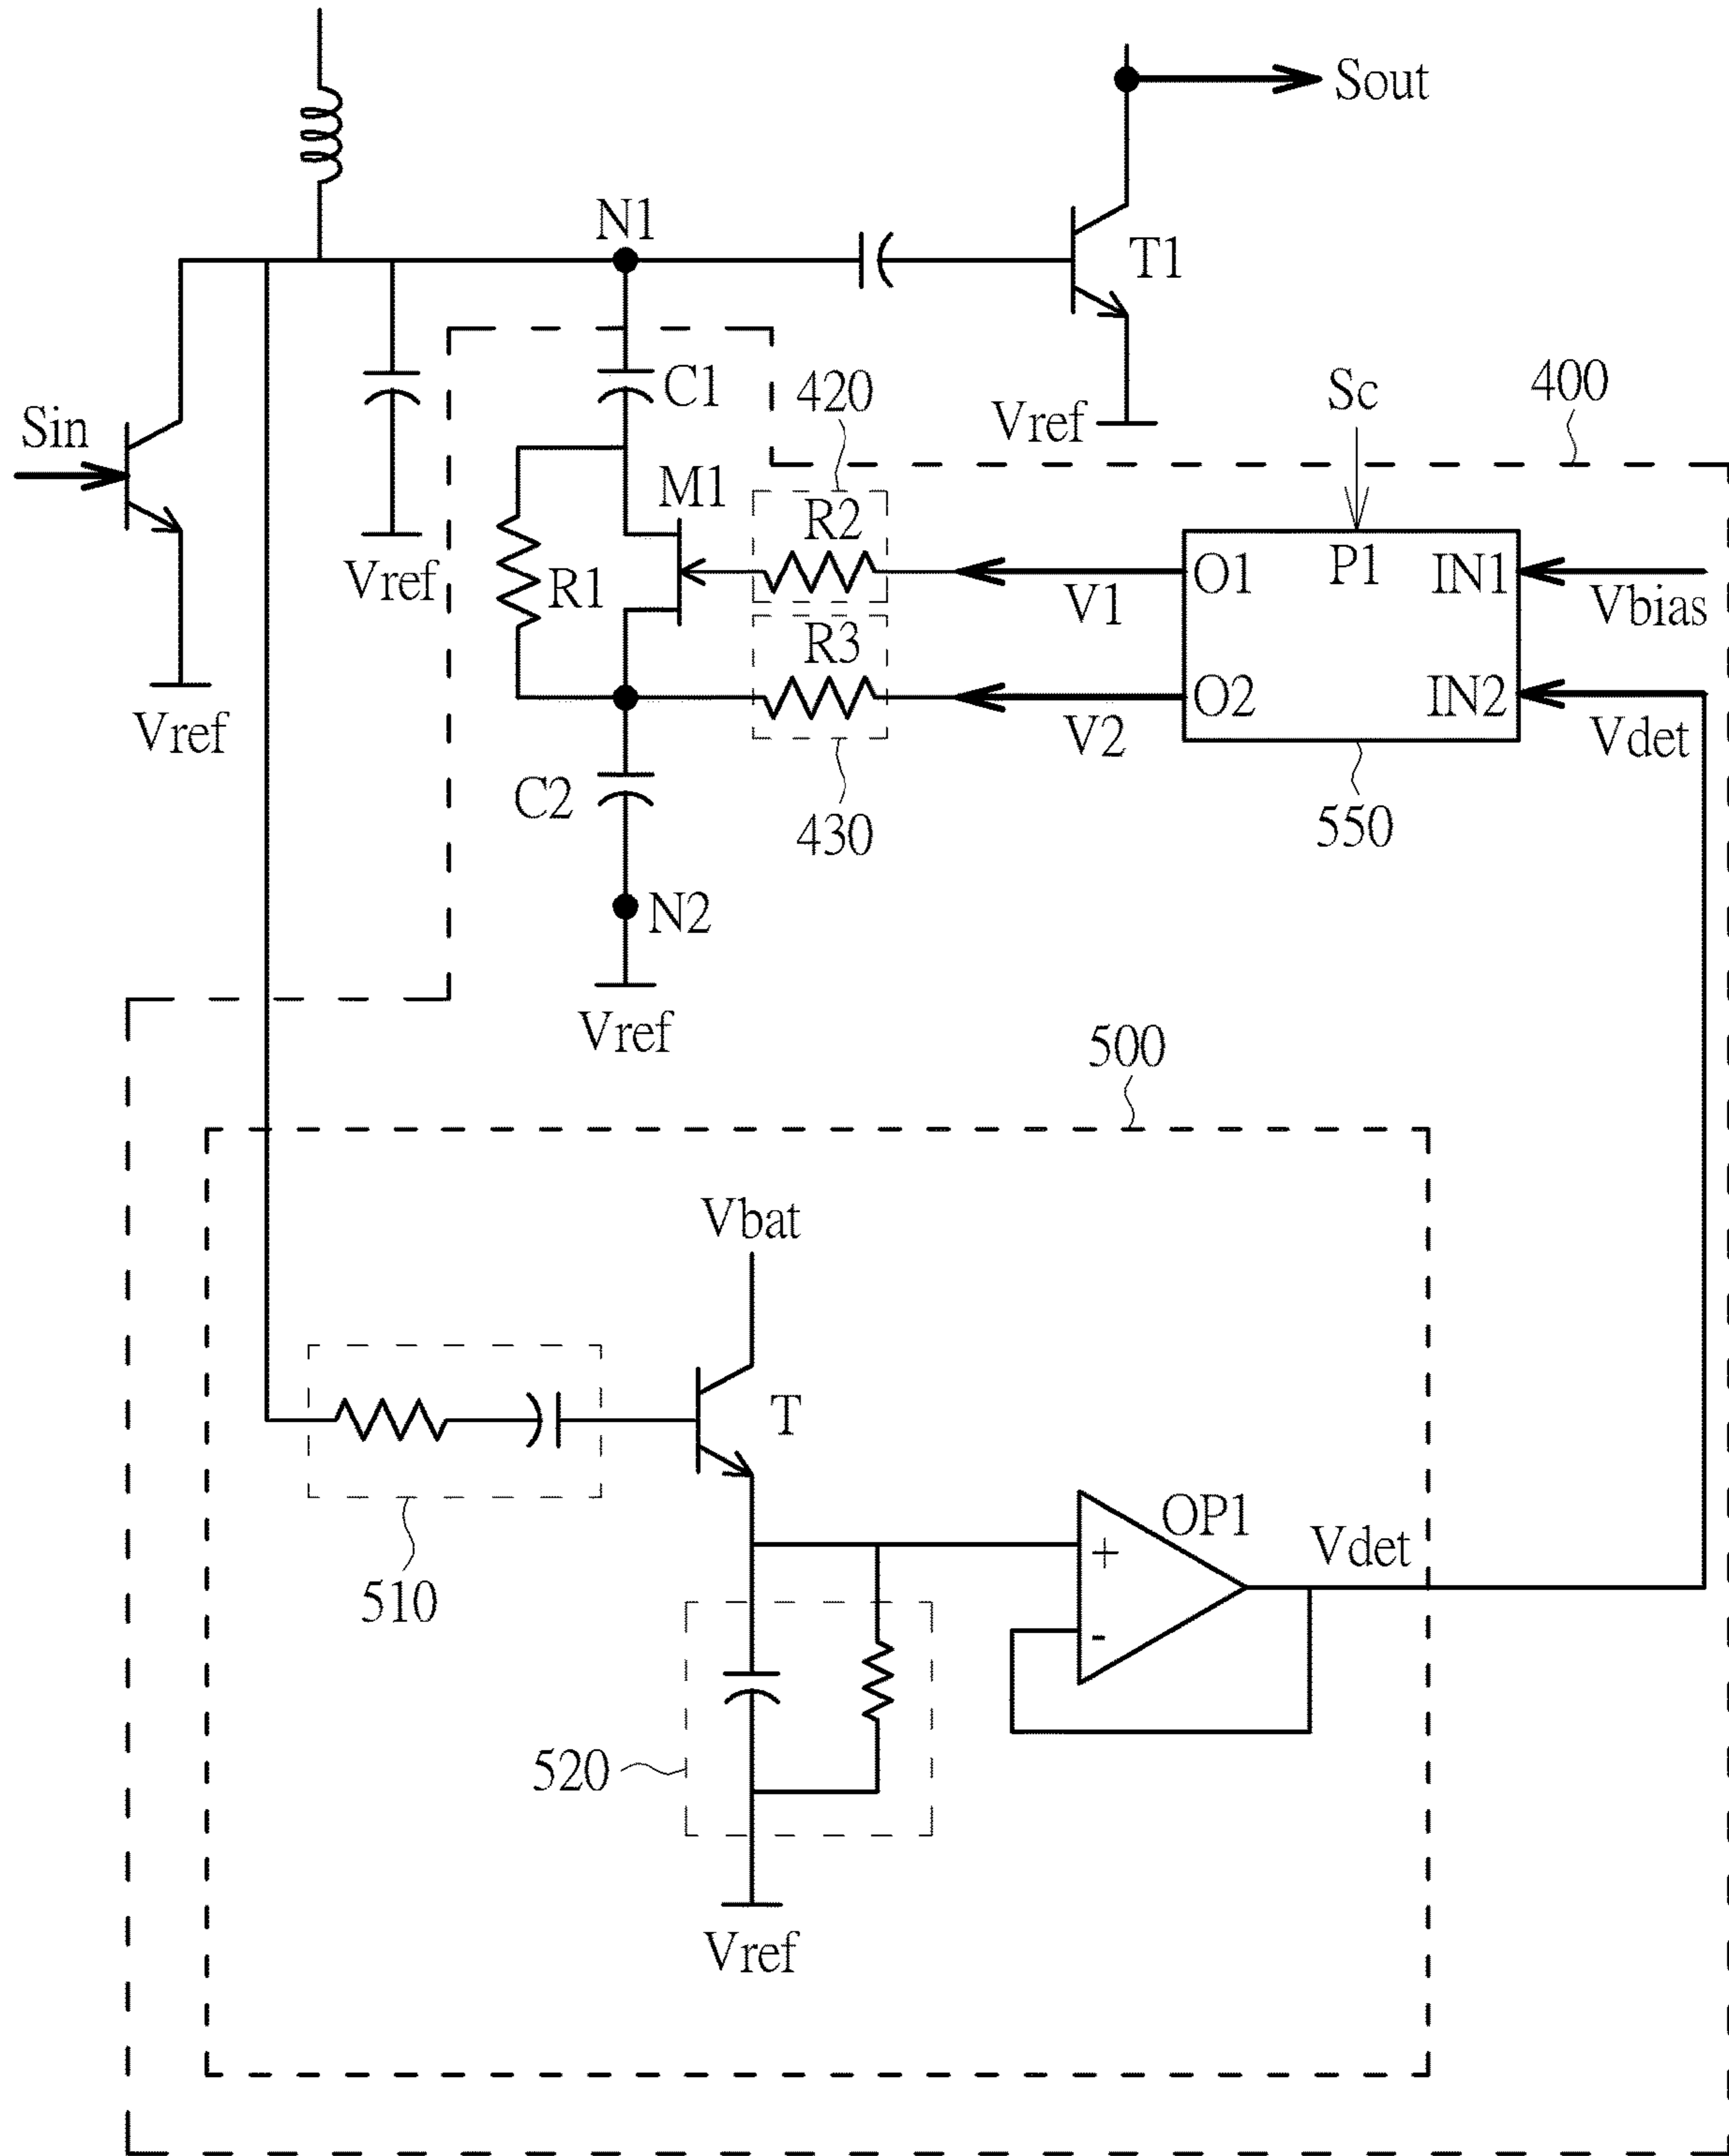 Sout
N1
T1
C1
420
Sc
400
Sin
Vref
M1
R2
P1
O1
IN1
Vref
R1
V1
Vbias
R3
O2
IN2
Vref
V2
Vdet
C2
430
550
N2
Vref
500
Vbat
T
OP1
+
Vdet
510
-
520
Vref